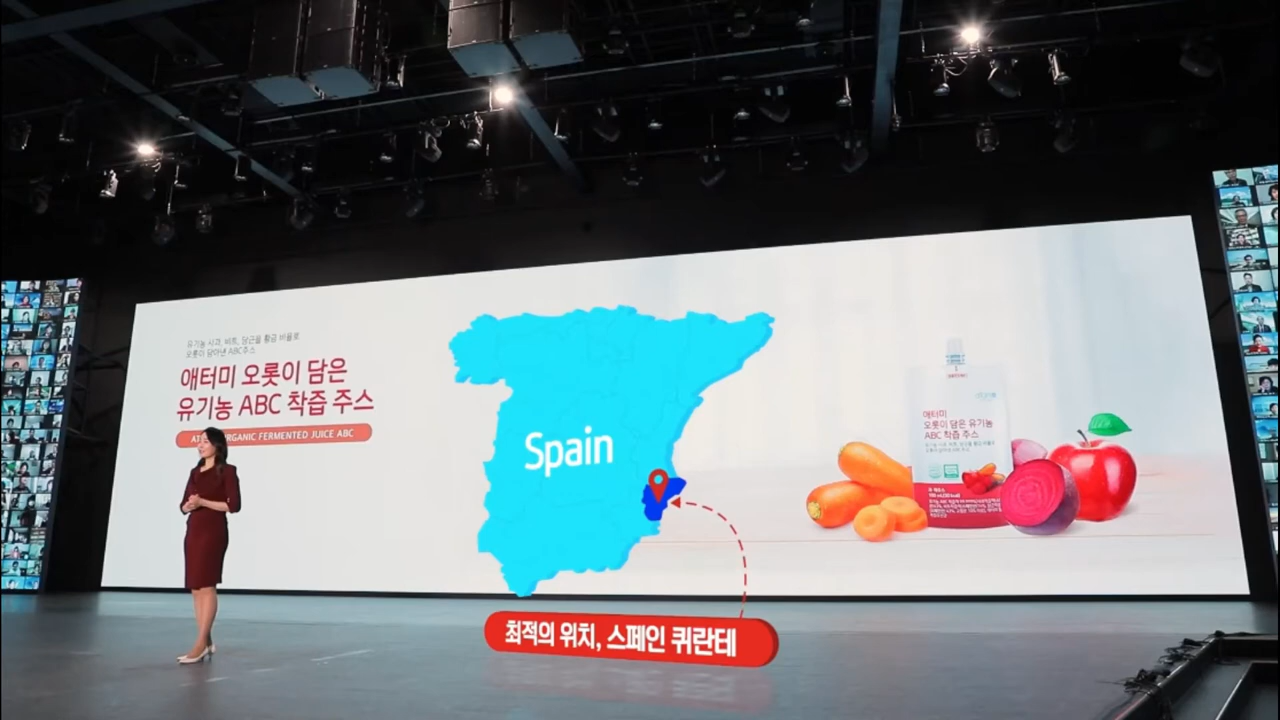 유기농 사과, 비트, 당근을 황금 비율로
오롯이 담아낸 ABC주스
애터미 오롯이 담은
유기농 ABC 착즙 주스
ORGANIC FERMENTED JUICE ABC
Spain
최적의 위치, 스페인 퀴란테
애터미
오롯이 담은 유기농
ABC 착즙 주스